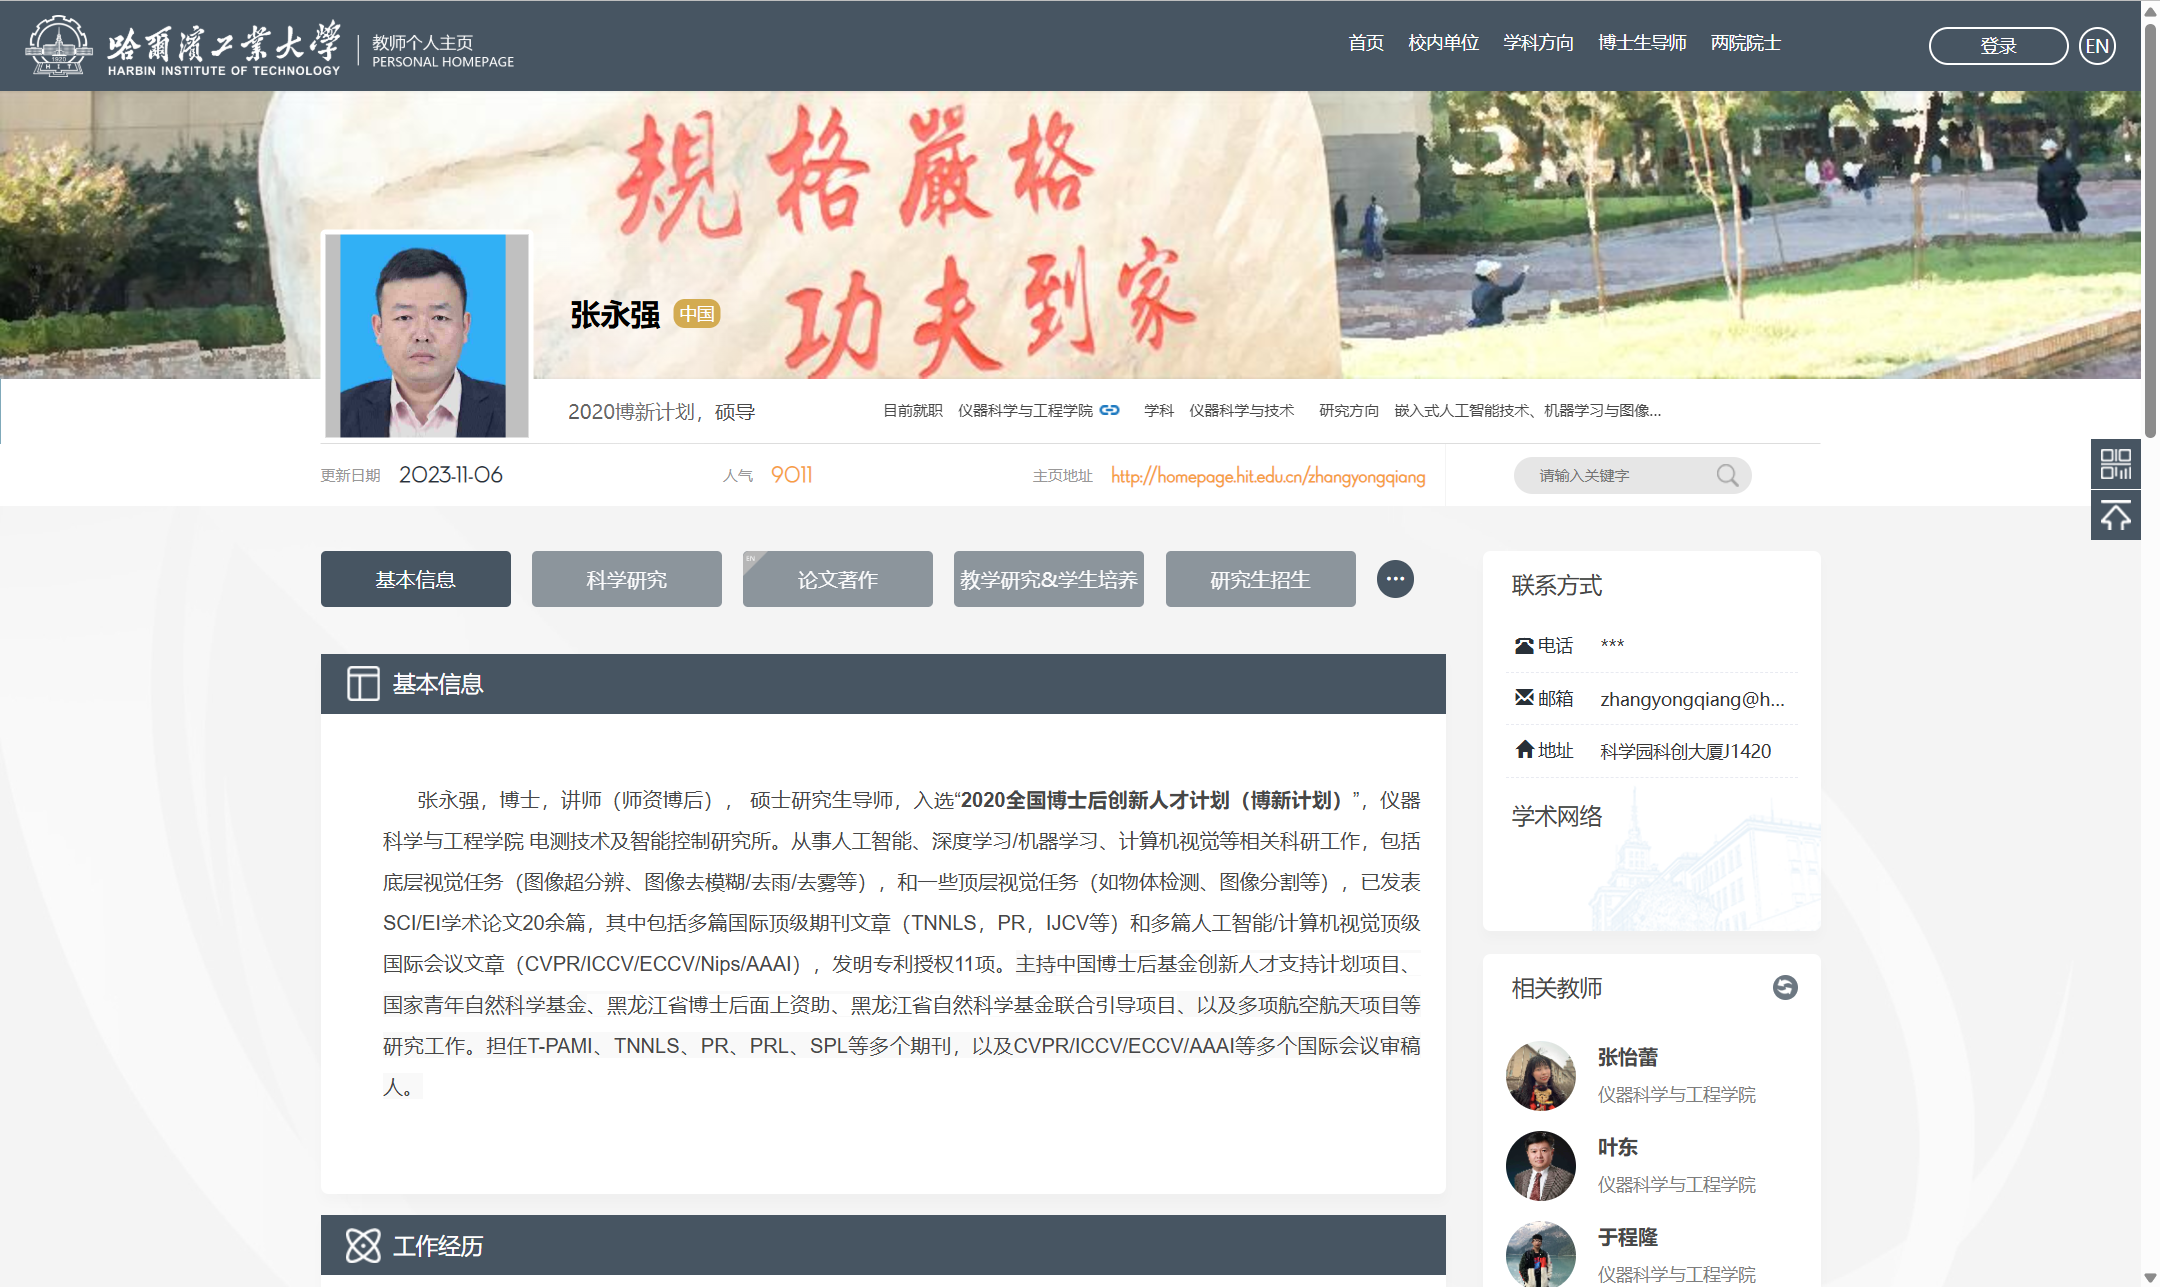 哈爾濱工業大學
HARBIN INSTITUTE OF TECHNOLOGY
教师个人主页
PERSONAL HOMEPAGE
首页 校内单位 学科方向 博士生导师 两院院士
登录 EN
規格嚴格
功夫到家
张永强 中国
2020博新计划，硕导
目前就职 仪器科学与工程学院 学科 仪器科学与技术 研究方向 嵌入式人工智能技术、机器学习与图像...
更新日期 2023-11-06 人气 9011 主页地址 http://homepage.hit.edu.cn/zhangyongqiang
请输入关键字
基本信息 科学研究 EN 论文著作 教学研究&学生培养 研究生招生
基本信息
张永强，博士，讲师（师资博后）， 硕士研究生导师，入选“2020全国博士后创新人才计划（博新计划）”，仪器
科学与工程学院 电测技术及智能控制研究所。从事人工智能、深度学习/机器学习、计算机视觉等相关科研工作，包括
底层视觉任务（图像超分辨、图像去模糊/去雨/去雾等），和一些顶层视觉任务（如物体检测、图像分割等），已发表
SCI/EI学术论文20余篇，其中包括多篇国际顶级期刊文章（TNNLS，PR，IJCV等）和多篇人工智能/计算机视觉顶级
国际会议文章（CVPR/ICCV/ECCV/Nips/AAAI），发明专利授权11项。主持中国博士后基金创新人才支持计划项目、
国家青年自然科学基金、黑龙江省博士后面上资助、黑龙江省自然科学基金联合引导项目、以及多项航空航天项目等
研究工作。担任T-PAMI、TNNLS、PR、PRL、SPL等多个期刊，以及CVPR/ICCV/ECCV/AAAI等多个国际会议审稿
人。
工作经历
联系方式
电话 ***
邮箱 zhangyongqiang@h...
地址 科学园科创大厦J1420
学术网络
相关教师
张怡蕾
仪器科学与工程学院
叶东
仪器科学与工程学院
于程隆
仪器科学与工程学院